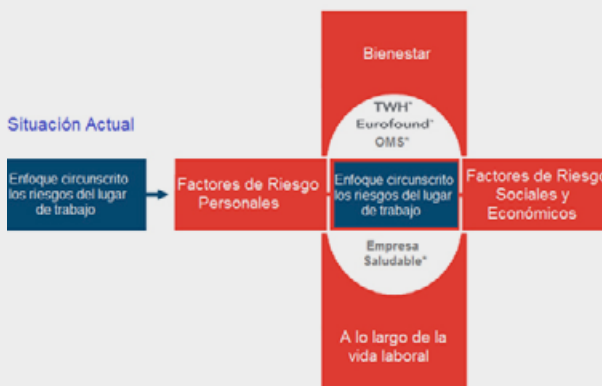 Bienestar
TWH*
Eurofound*
OMS*
Situación Actual
Enfoque circunscrito
los riesgos del lugar
de trabajo
Factores de Riesgo
Personales
Enfoque circunscrito
los riesgos del lugar
de trabajo
Factores de Riesgo
Sociales y
Económicos
Empresa
Saludable*
A lo largo de la
vida laboral